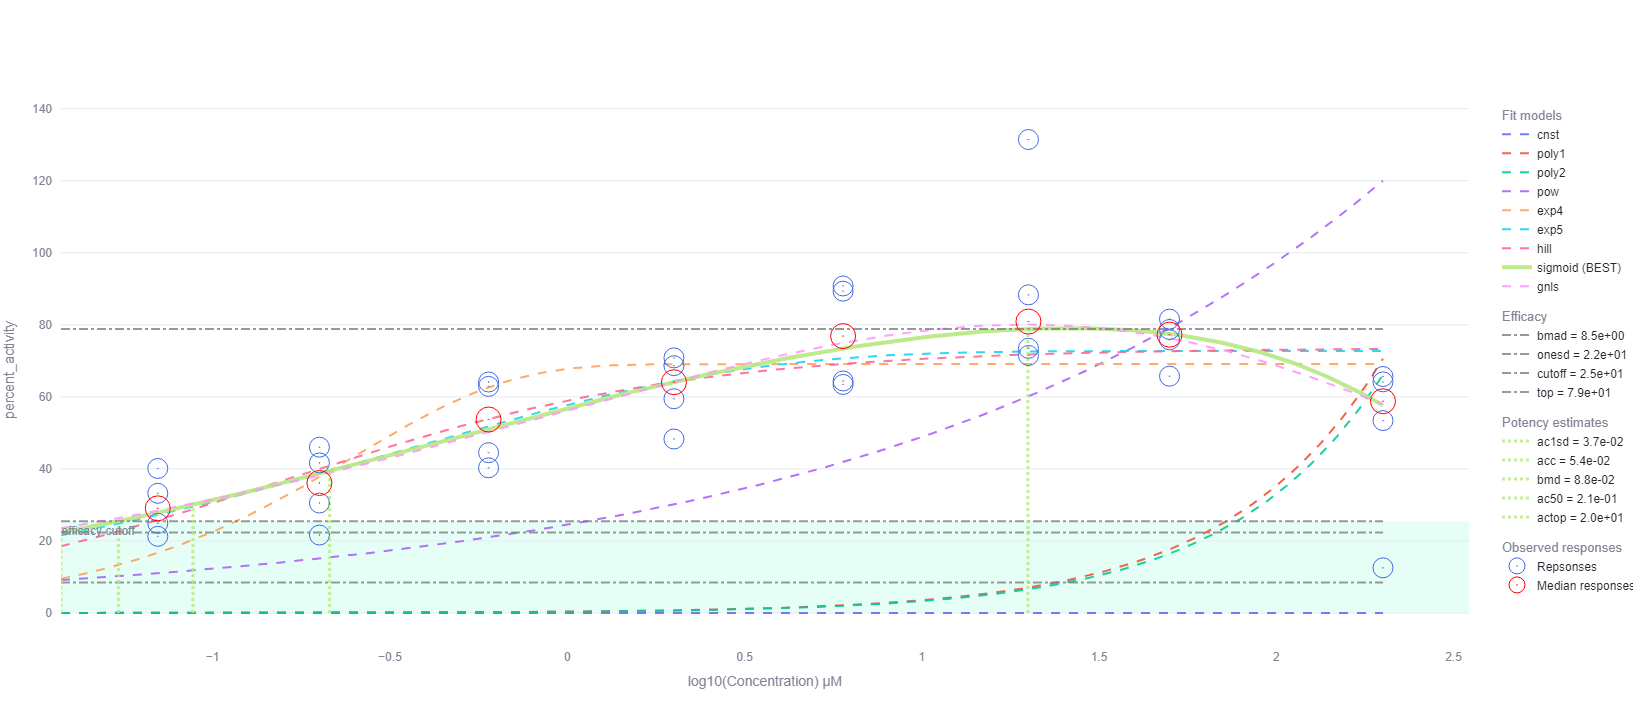 140
120
100
80
60
40
20
0
percent_activity
efficacy cutoff
−1
−0.5
0
0.5
1
1.5
2
2.5
log10(Concentration) μM
Fit models
cnst
poly1
poly2
pow
exp4
exp5
hill
sigmoid (BEST)
gnls
Efficacy
bmad = 8.5e+00
onesd = 2.2e+01
cutoff = 2.5e+01
top = 7.9e+01
Potency estimates
ac1sd = 3.7e-02
acc = 5.4e-02
bmd = 8.8e-02
ac50 = 2.1e-01
actop = 2.0e+01
Observed responses
Repsonses
Median responses